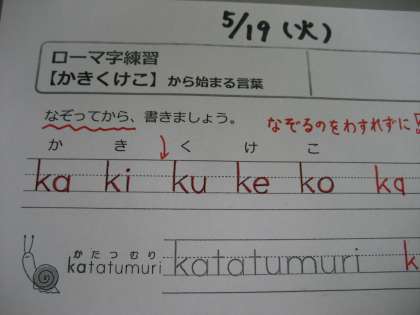 5/19 (火)
ローマ字練習
【かきくけこ】から始まる言葉
なぞってから、書きましょう。
なぞるのをわすれずに
か き く け こ
ka ki ku ke ko ka
かたつむり
katatumuri katatumuri k